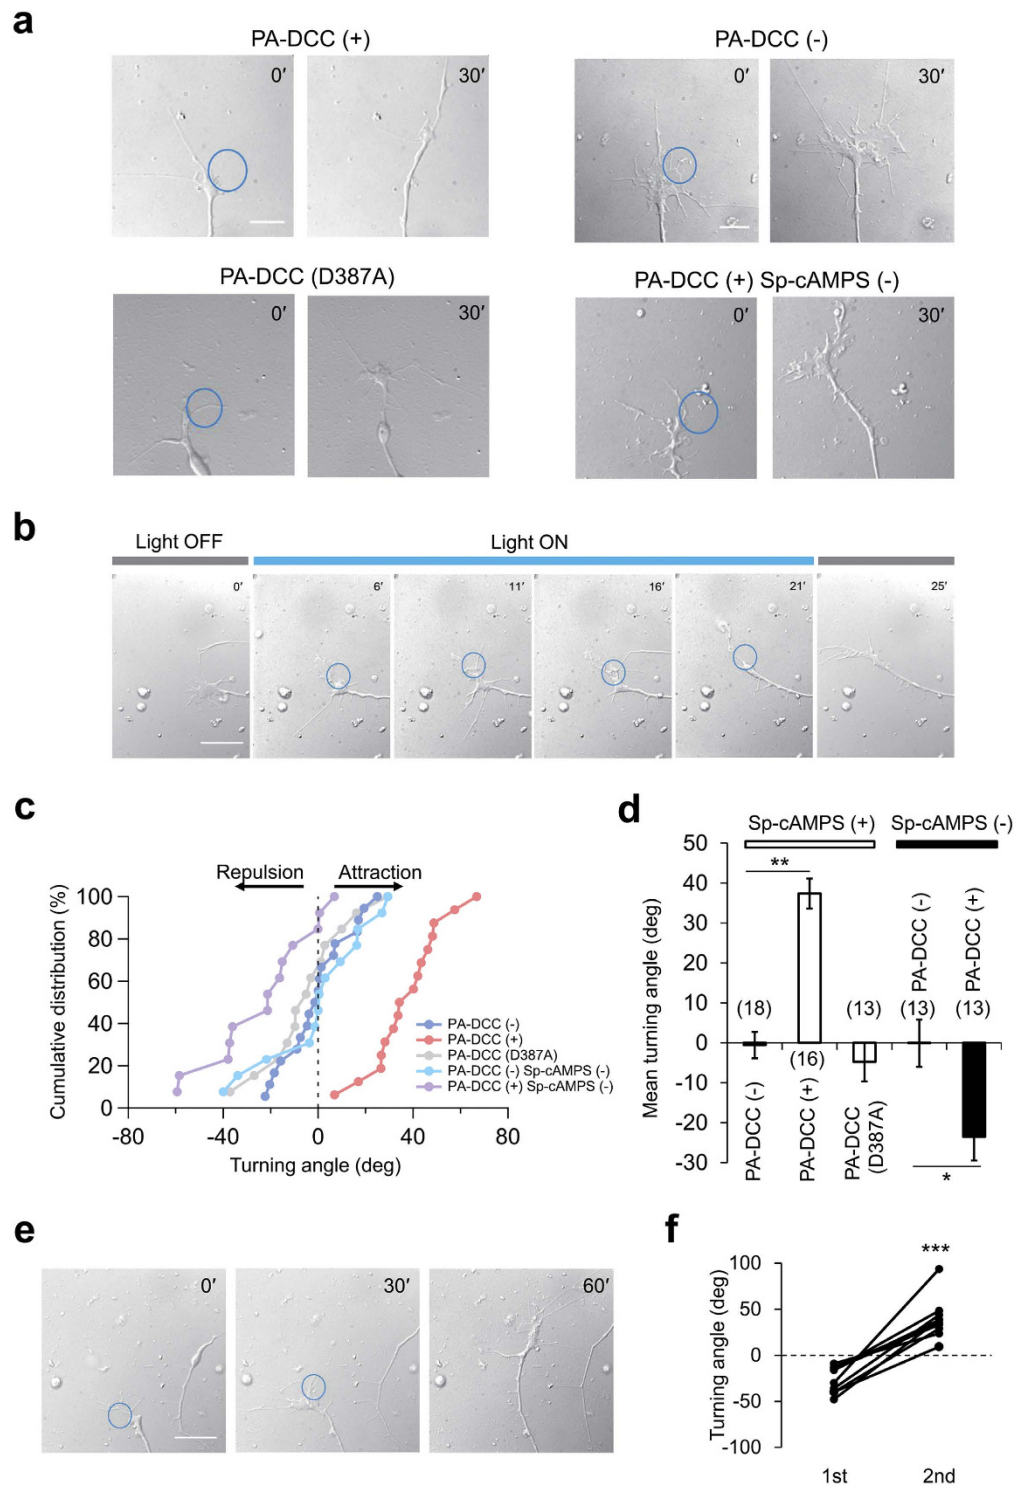 a
PA-DCC (+)
PA-DCC (-)
0′
30′
0′
30′
PA-DCC (D387A)
PA-DCC (+) Sp-cAMPS (-)
0′
30′
0′
30′
b
Light OFF
Light ON
0′
6′
11′
16′
21′
25′
c
Repulsion
Attraction
Cumulative distribution (%)
100
80
60
40
20
0
-80
-40
0
40
80
Turning angle (deg)
PA-DCC (-)
PA-DCC (+)
PA-DCC (D387A)
PA-DCC (-) Sp-cAMPS (-)
PA-DCC (+) Sp-cAMPS (-)
d
Sp-cAMPS (+)
Sp-cAMPS (-)
Mean turning angle (deg)
50
40
30
20
10
0
-10
-20
-30
**
(18)
(16)
(13)
(13)
(13)
PA-DCC (-)
PA-DCC (+)
PA-DCC
(D387A)
PA-DCC (-)
PA-DCC (+)
*
e
0′
30′
60′
f
***
Turning angle (deg)
100
50
0
-50
-100
1st
2nd